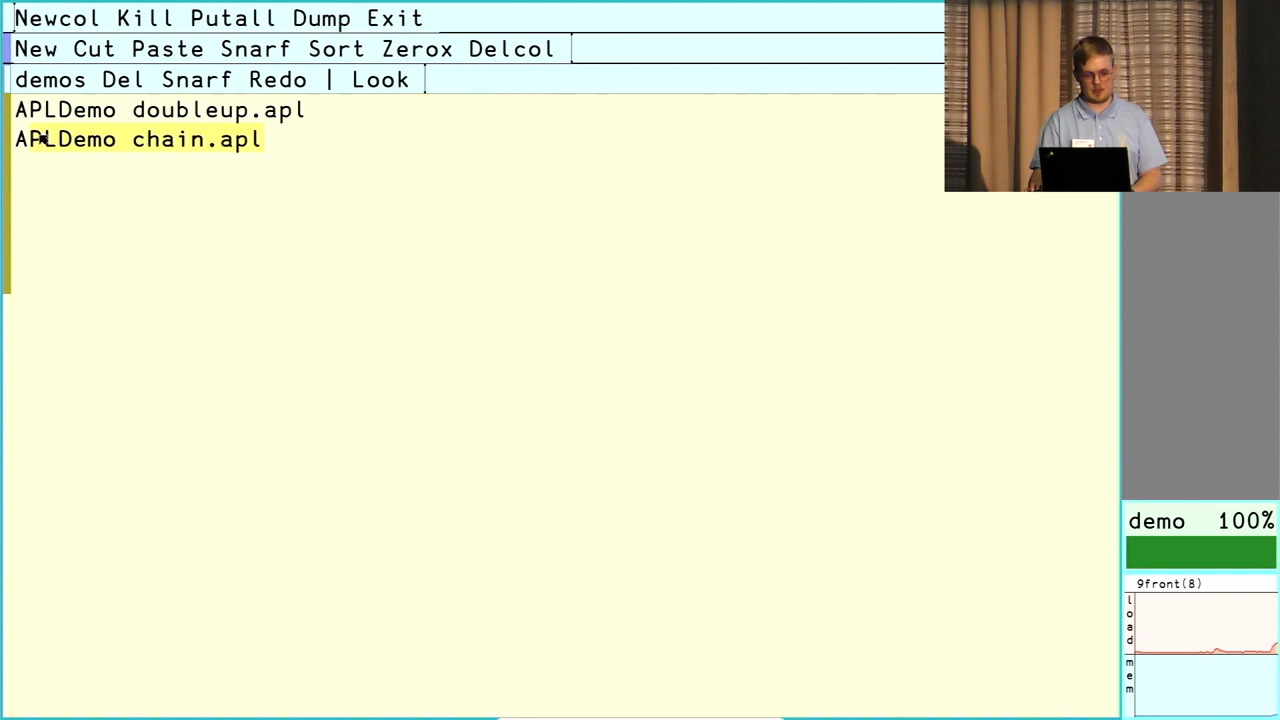 Newcol Kill Putall Dump Exit
New Cut Paste Snarf Sort Zerox Delcol
demos Del Snarf Redo | Look
APLDemo doubleup.apl
APLDemo chain.apl
demo 100%
9front(8)
load
mem